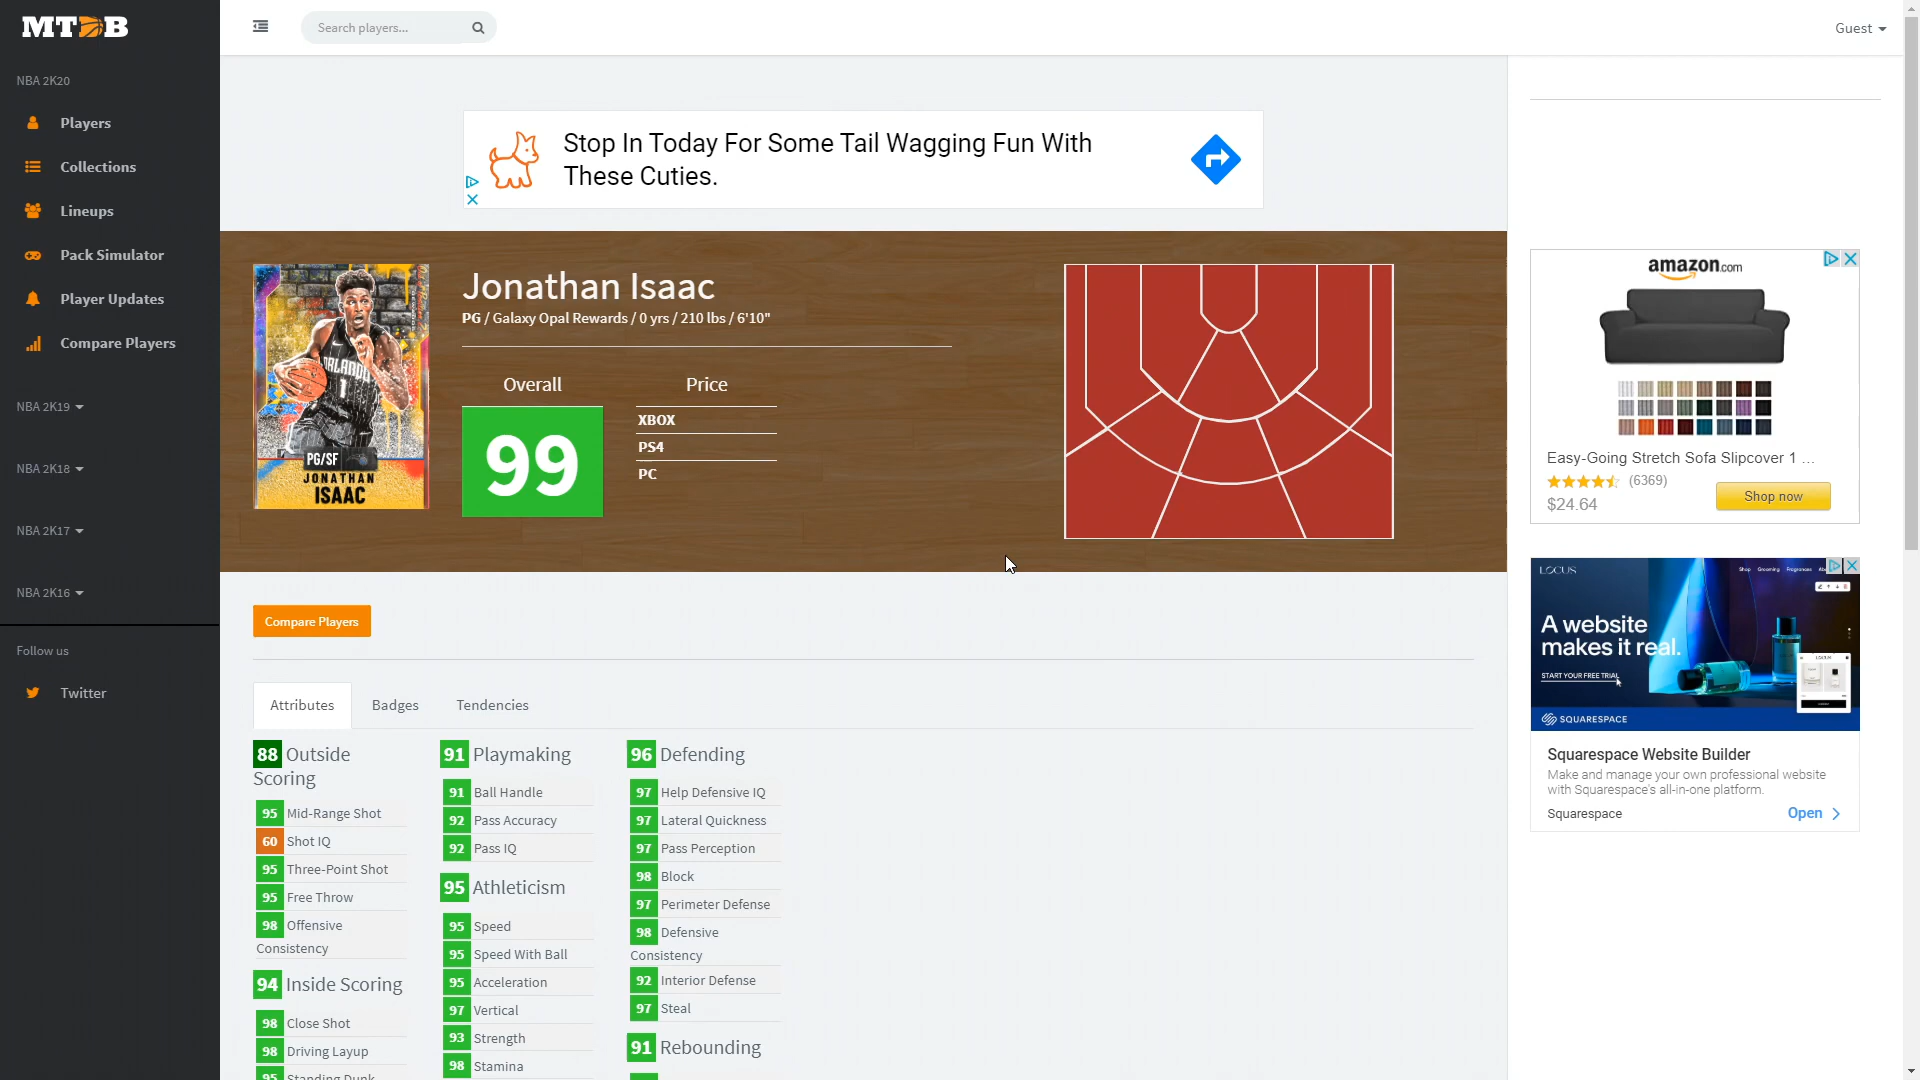 MTDB
Search players...
Guest
NBA 2K20
Players
Collections
Lineups
Pack Simulator
Player Updates
Compare Players
NBA 2K19
NBA 2K18
NBA 2K17
NBA 2K16
Follow us
Twitter
Stop In Today For Some Tail Wagging Fun With
These Cuties.
ORLANDO
1
PG/SF
JONATHAN
ISAAC
Jonathan Isaac
PG / Galaxy Opal Rewards / 0 yrs / 210 lbs / 6'10"
Overall
99
Price
XBOX
PS4
PC
Compare Players
Attributes
Badges
Tendencies
88 Outside
Scoring
95 Mid-Range Shot
60 Shot IQ
95 Three-Point Shot
95 Free Throw
98 Offensive
Consistency
94 Inside Scoring
98 Close Shot
98 Driving Layup
95 Standing Dunk
91 Playmaking
91 Ball Handle
92 Pass Accuracy
92 Pass IQ
95 Athleticism
95 Speed
95 Speed With Ball
95 Acceleration
97 Vertical
93 Strength
98 Stamina
96 Defending
97 Help Defensive IQ
97 Lateral Quickness
97 Pass Perception
98 Block
97 Perimeter Defense
98 Defensive
Consistency
92 Interior Defense
97 Steal
91 Rebounding
amazon.com
Easy-Going Stretch Sofa Slipcover 1 ...
(6369)
$24.64
Shop now
LOCUS
Shop Grooming Fragrances
A website
makes it real.
START YOUR FREE TRIAL
SQUARESPACE
Squarespace Website Builder
Make and manage your own professional website
with Squarespace's all-in-one platform.
Squarespace
Open